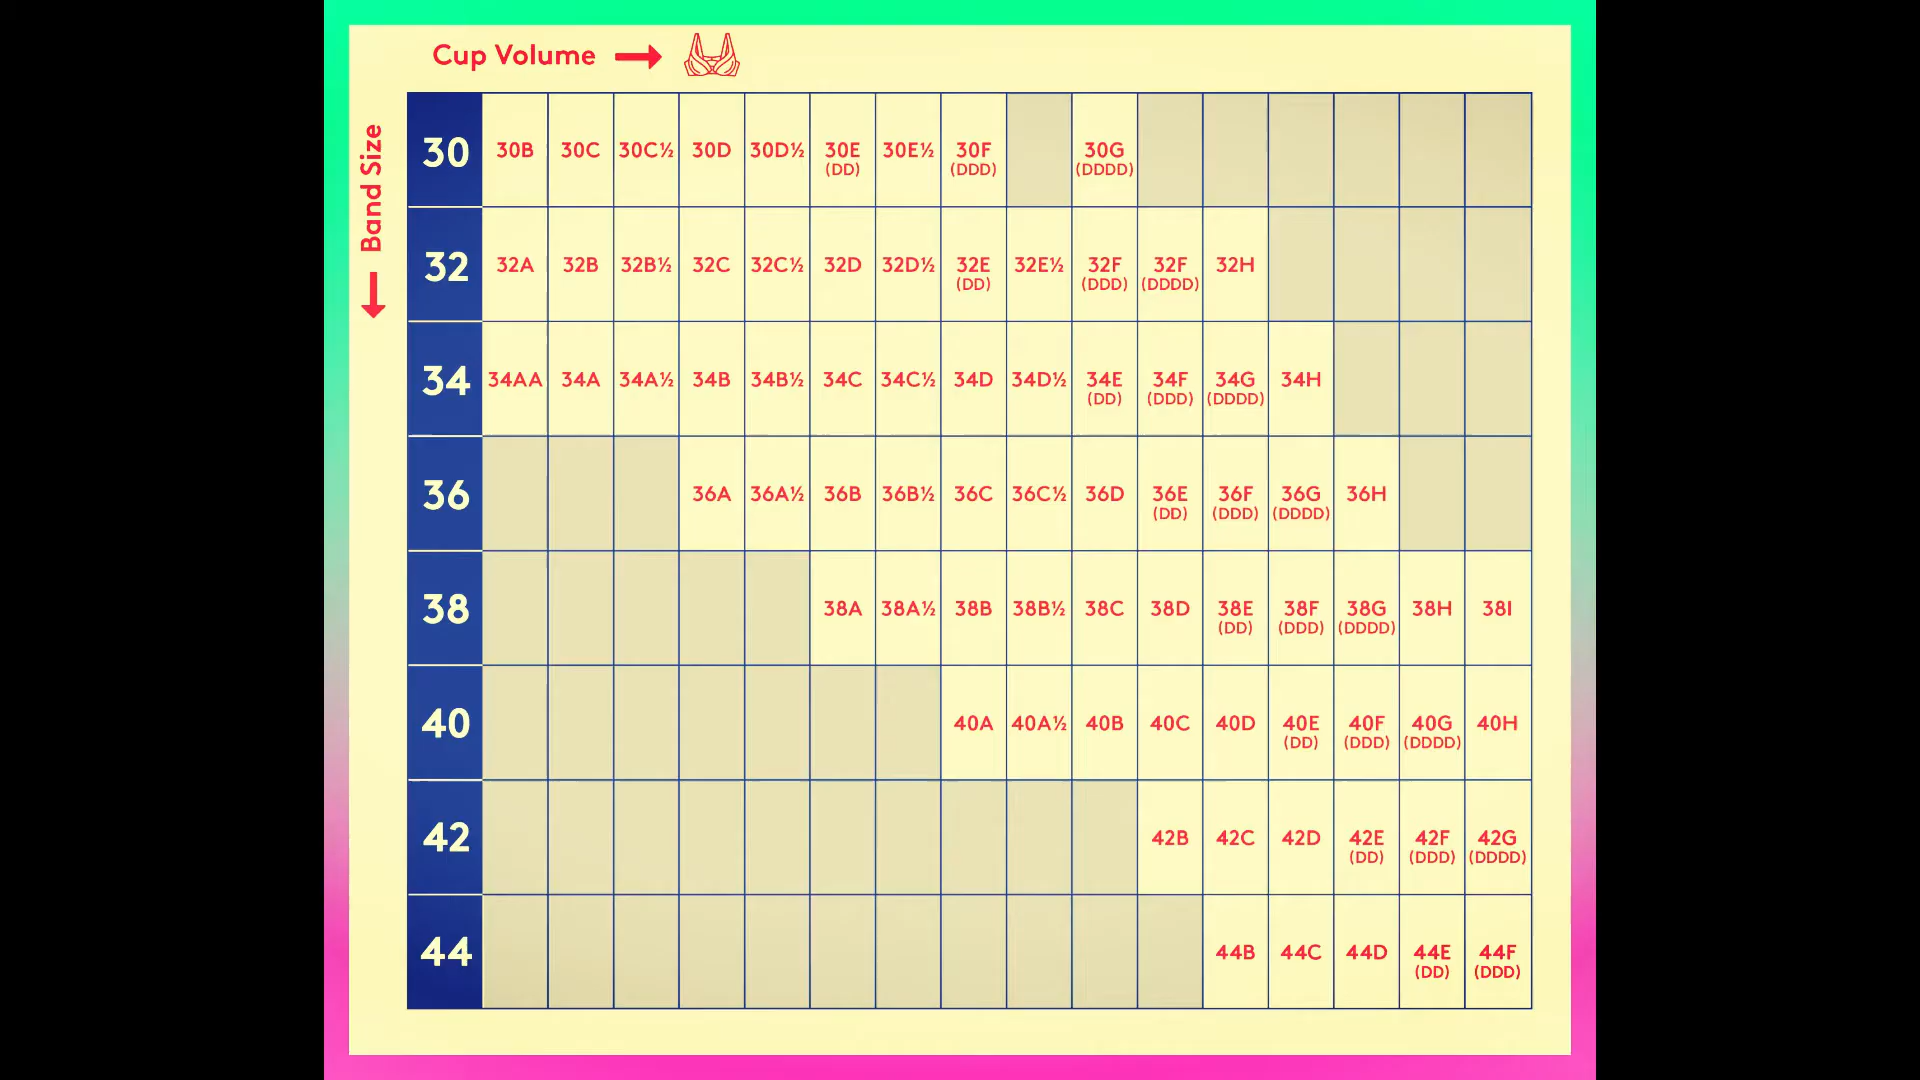 Cup Volume
Band Size
30 30B 30C 30C½ 30D 30D½ 30E (DD) 30E½ 30F (DDD) 30G (DDDD)
32 32A 32B 32B½ 32C 32C½ 32D 32D½ 32E (DD) 32E½ 32F (DDD) 32F (DDDD) 32H
34 34AA 34A 34A½ 34B 34B½ 34C 34C½ 34D 34D½ 34E (DD) 34F (DDD) 34G (DDDD) 34H
36 36A 36A½ 36B 36B½ 36C 36C½ 36D 36E (DD) 36F (DDD) 36G (DDDD) 36H
38 38A 38A½ 38B 38B½ 38C 38D 38E (DD) 38F (DDD) 38G (DDDD) 38H 38I
40 40A 40A½ 40B 40C 40D 40E (DD) 40F (DDD) 40G (DDDD) 40H
42 42B 42C 42D 42E (DD) 42F (DDD) 42G (DDDD)
44 44B 44C 44D 44E (DD) 44F (DDD)